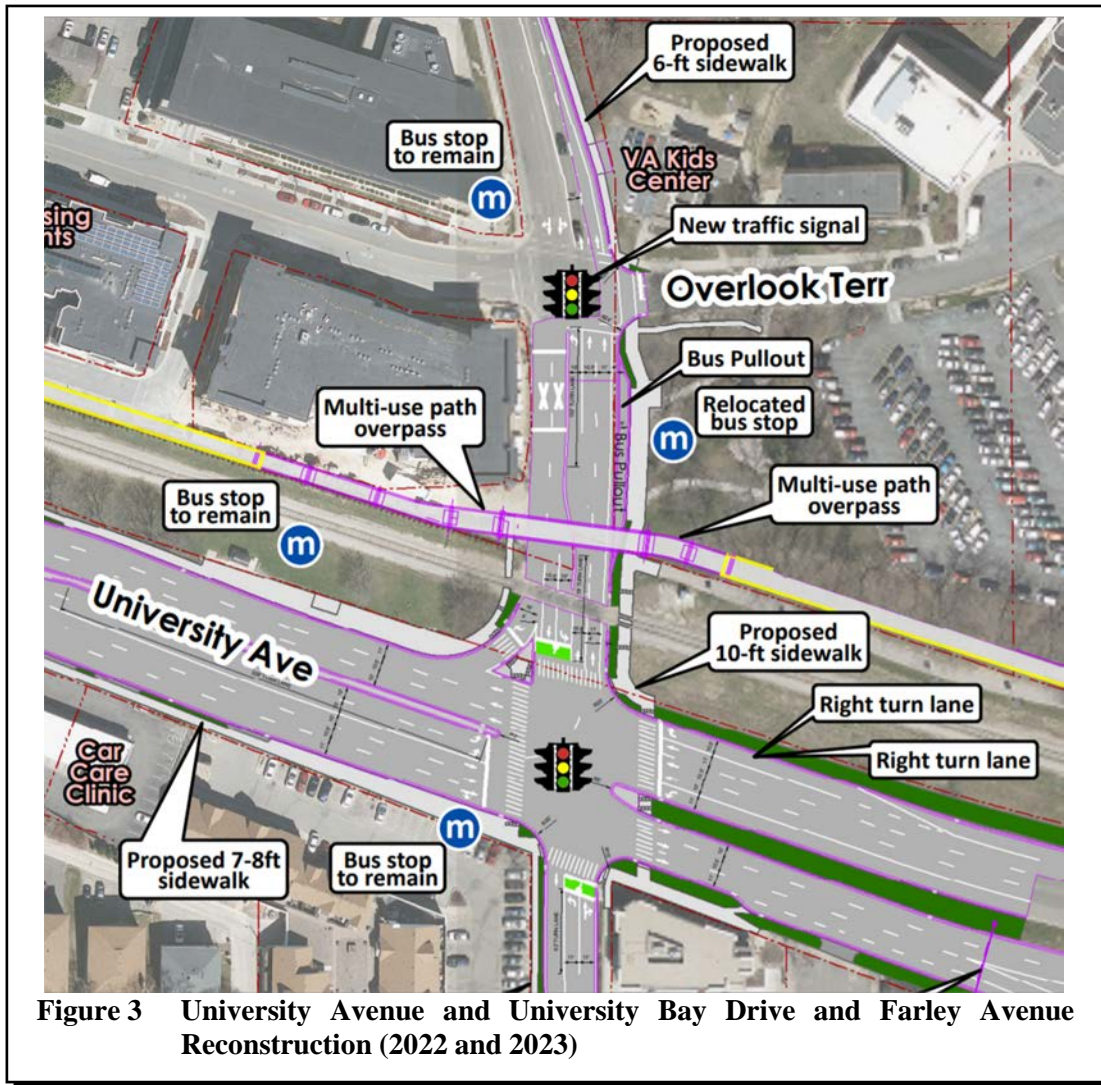 Proposed
6-ft sidewalk
Bus stop
to remain
m
VA Kids
Center
sing
nts
New traffic signal
Overlook Terr
Bus Pullout
Multi-use path
overpass
Relocated
bus stop
m
Bus Pullout
Multi-use path
overpass
Bus stop
to remain
m
University Ave
Proposed
10-ft sidewalk
Right turn lane
Right turn lane
Car
Care
Clinic
m
Proposed 7-8ft
sidewalk
Bus stop
to remain
Figure 3 University Avenue and University Bay Drive and Farley Avenue
Reconstruction (2022 and 2023)